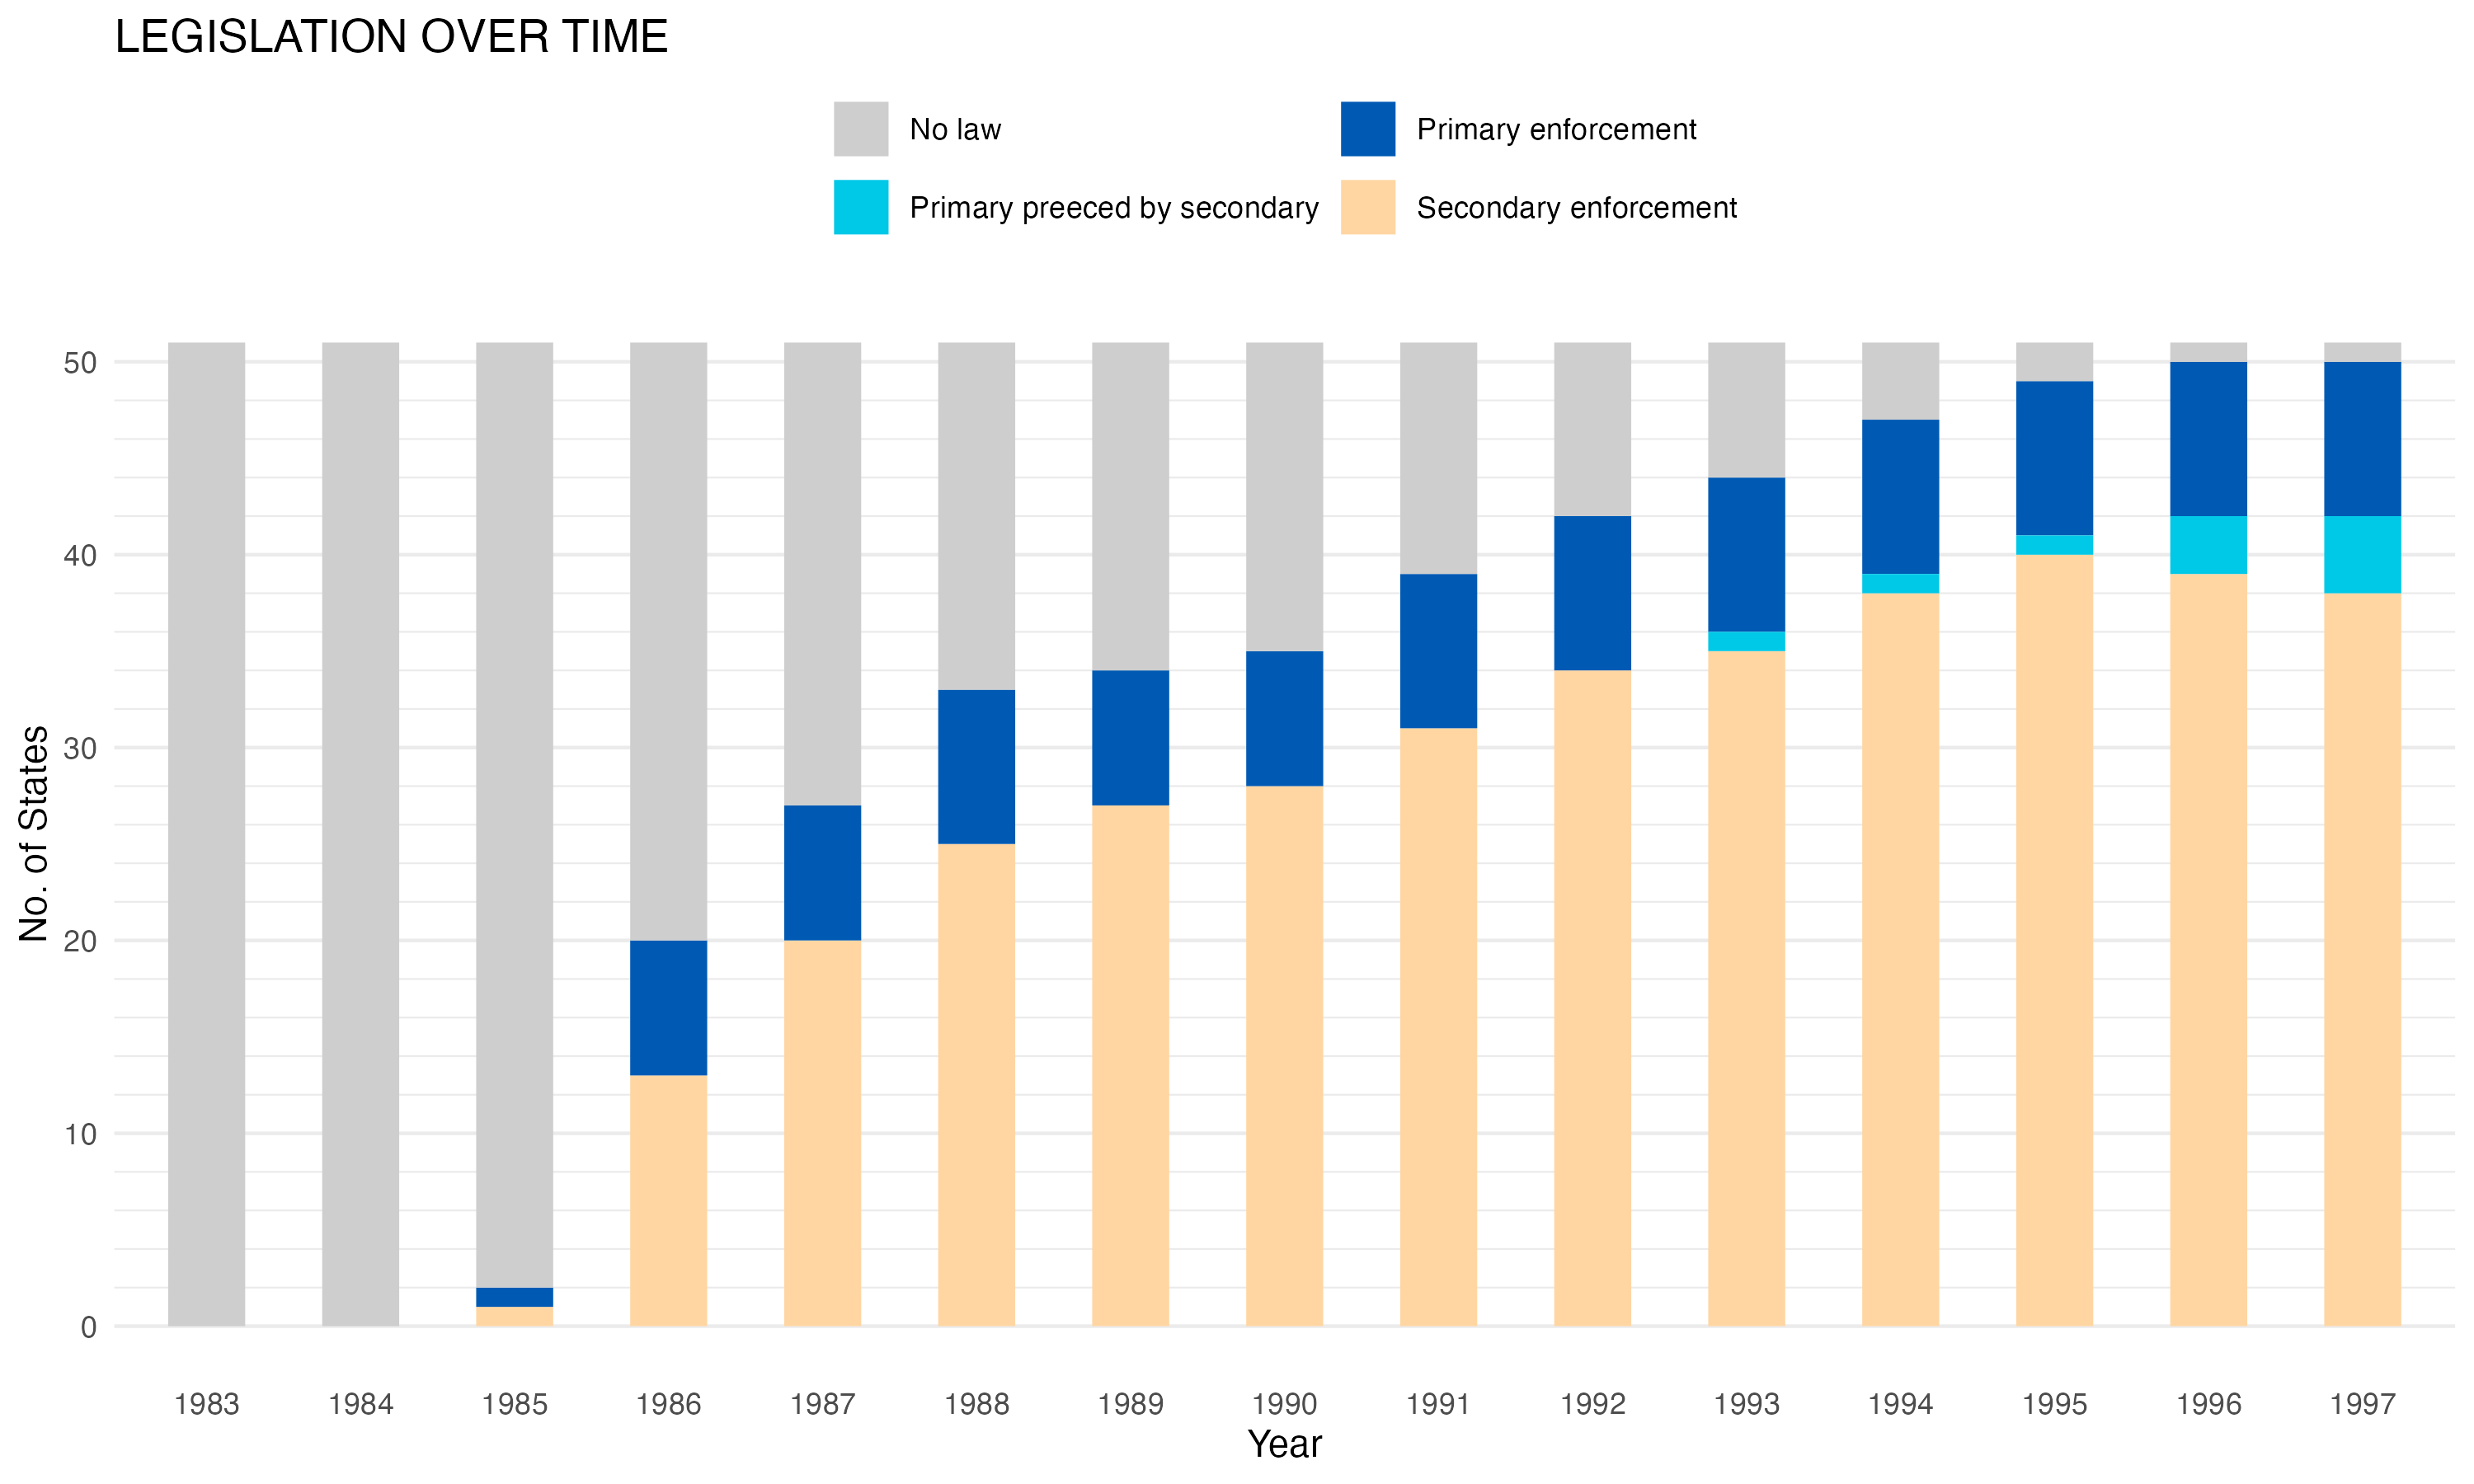 LEGISLATION OVER TIME
No law
Primary enforcement
Primary preeced by secondary
Secondary enforcement
50
40
30
20
10
0
No. of States
1983 1984 1985 1986 1987 1988 1989 1990 1991 1992 1993 1994 1995 1996 1997
Year